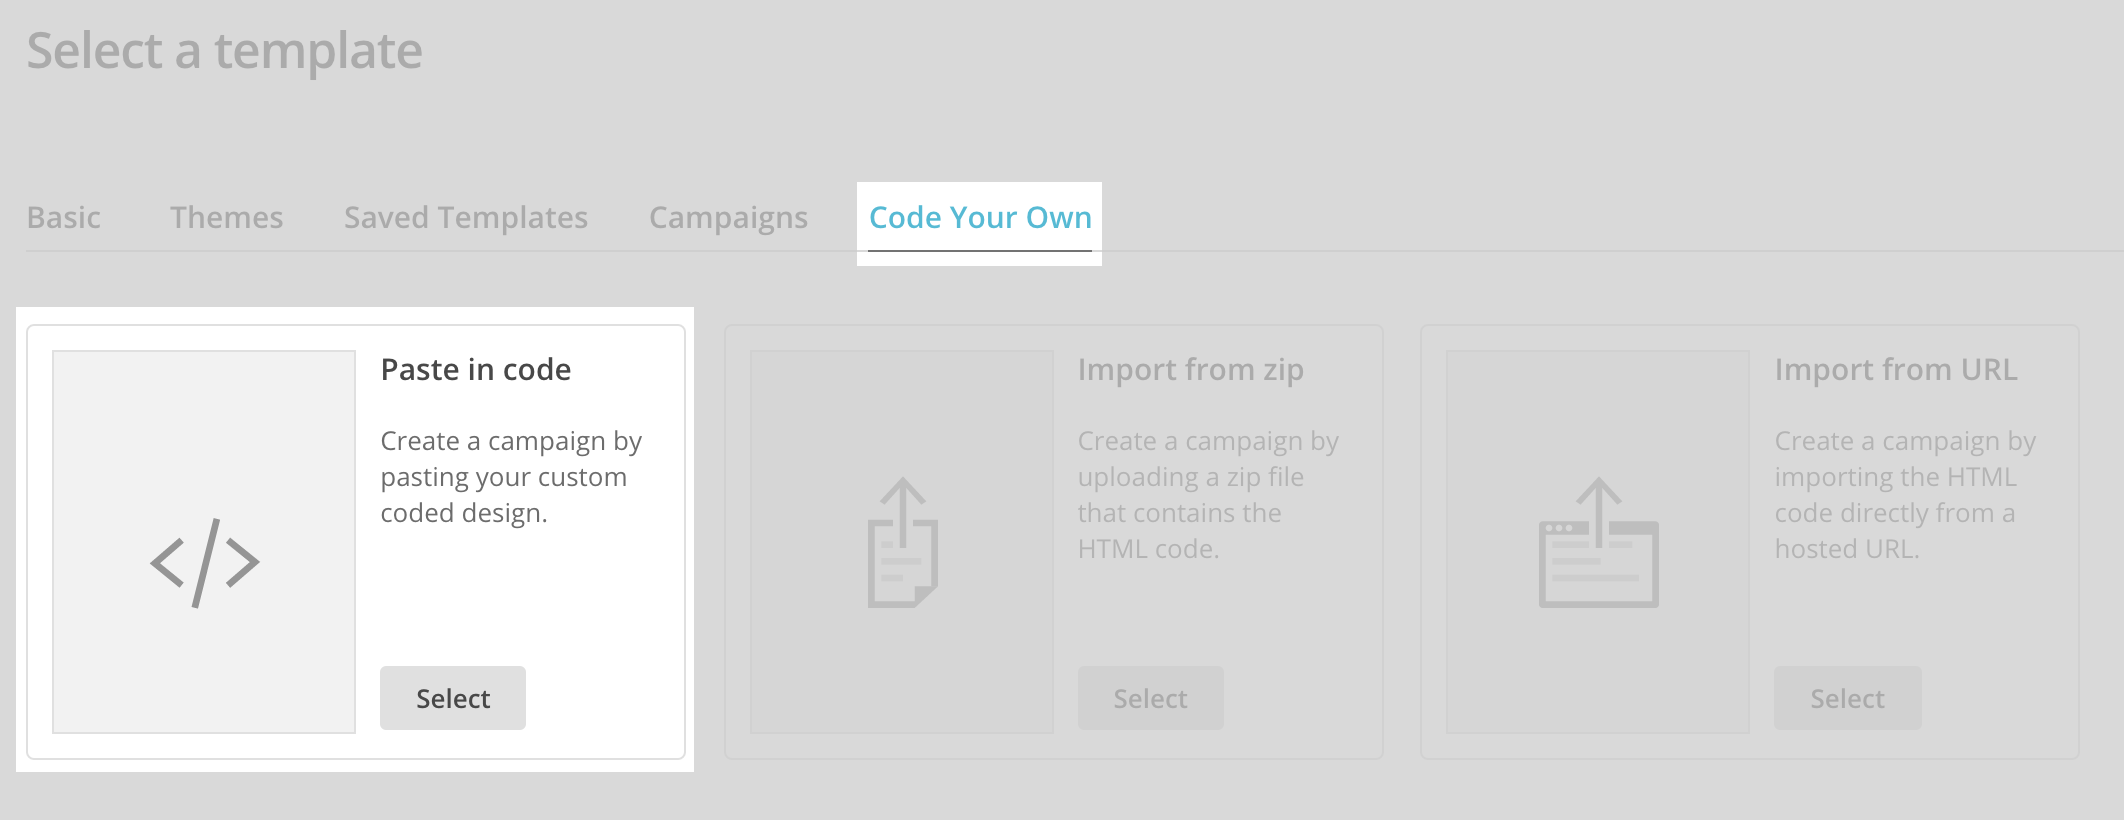 Select a template
Basic
Themes
Saved Templates
Campaigns
Code Your Own
Paste in code
Create a campaign by
pasting your custom
coded design.
Select
Import from zip
Create a campaign by
uploading a zip file
that contains the
HTML code.
Select
Import from URL
Create a campaign by
importing the HTML
code directly from a
hosted URL.
Select